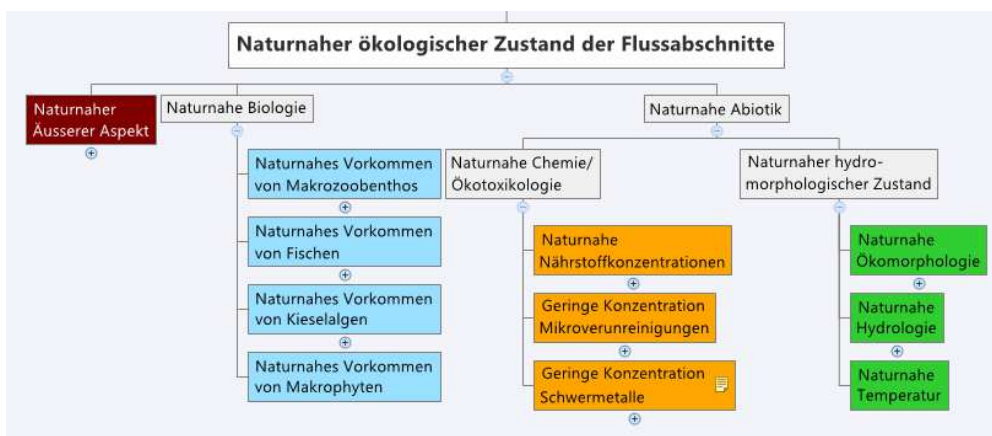 Naturnaher ökologischer Zustand der Flussabschnitte
Naturnaher
Äusserer Aspekt
Naturnahe Biologie
Naturnahes Vorkommen
von Makrozoobenthos
Naturnahes Vorkommen
von Fischen
Naturnahes Vorkommen
von Kieselalgen
Naturnahes Vorkommen
von Makrophyten
Naturnahe Abiotik
Naturnahe Chemie/
Ökotoxikologie
Naturnahe
Nährstoffkonzentrationen
Geringe Konzentration
Mikroverunreinigungen
Geringe Konzentration
Schwermetalle
Naturnaher hydro-
morphologischer Zustand
Naturnahe
Ökomorphologie
Naturnahe
Hydrologie
Naturnahe
Temperatur